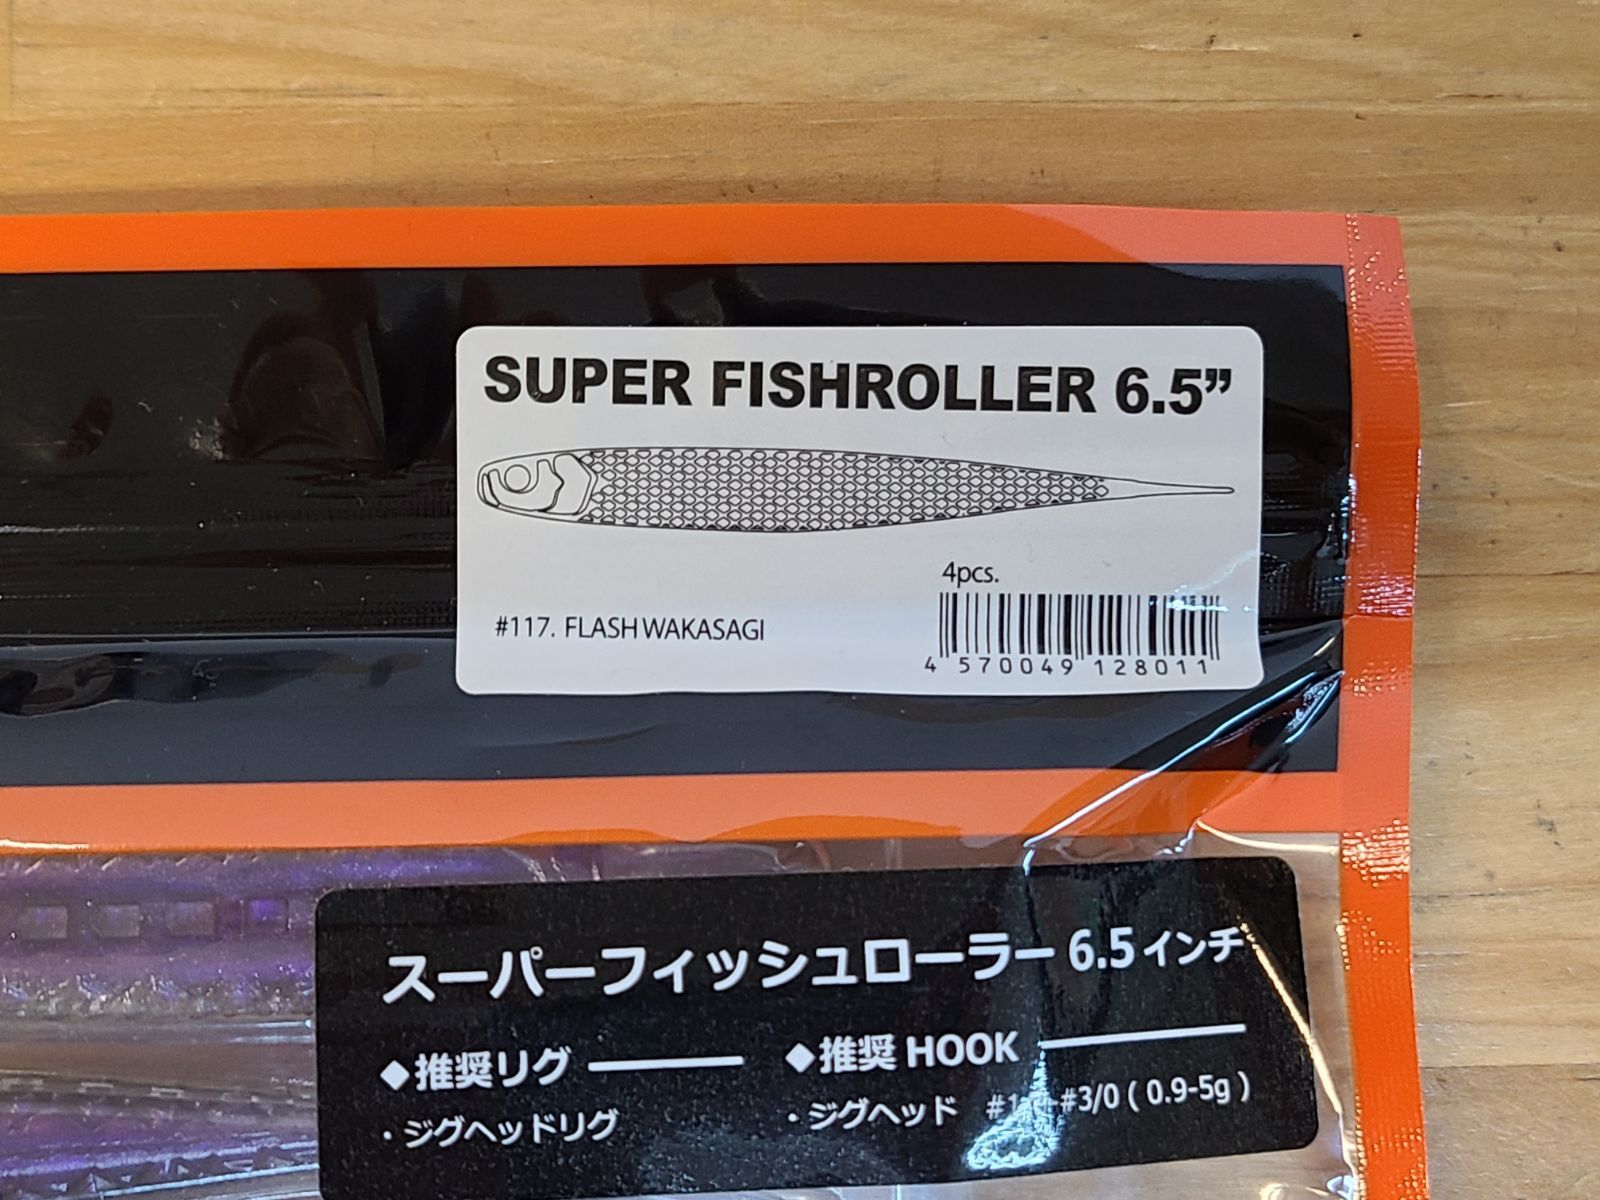 SUPER FISHROLLER 6.5”
4pcs.
#117. FLASH WAKASAGI
4 570049 128011
スーパーフィッシュローラー 6.5 インチ
◆推奨リグ
・ジグヘッドリグ
◆推奨 HOOK
・ジグヘッド #3/0 ( 0.9-5g )